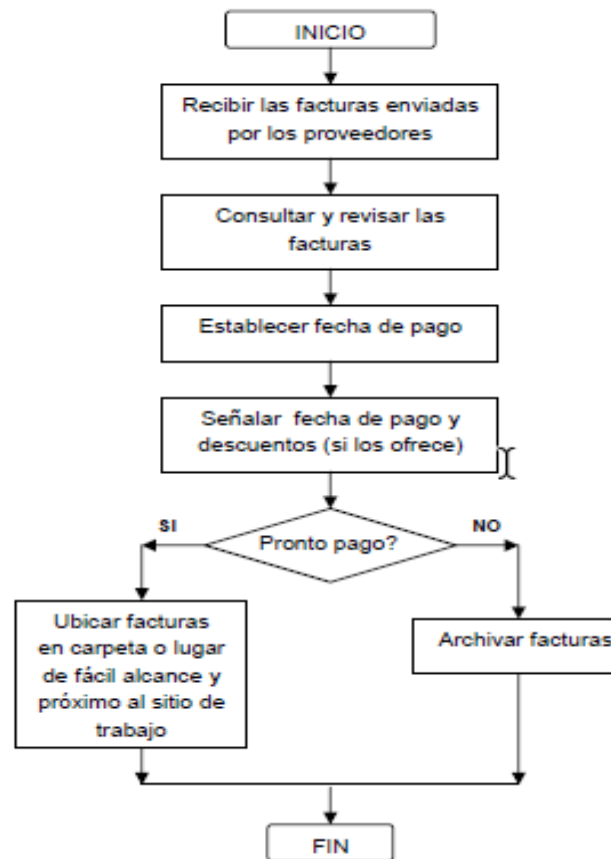 INICIO
Recibir las facturas enviadas
por los proveedores
Consultar y revisar las
facturas
Establecer fecha de pago
Señalar fecha de pago y
descuentos (si los ofrece)
SI
Pronto pago?
NO
Ubicar facturas
en carpeta o lugar
de fácil alcance y
próximo al sitio de
trabajo
Archivar facturas
FIN